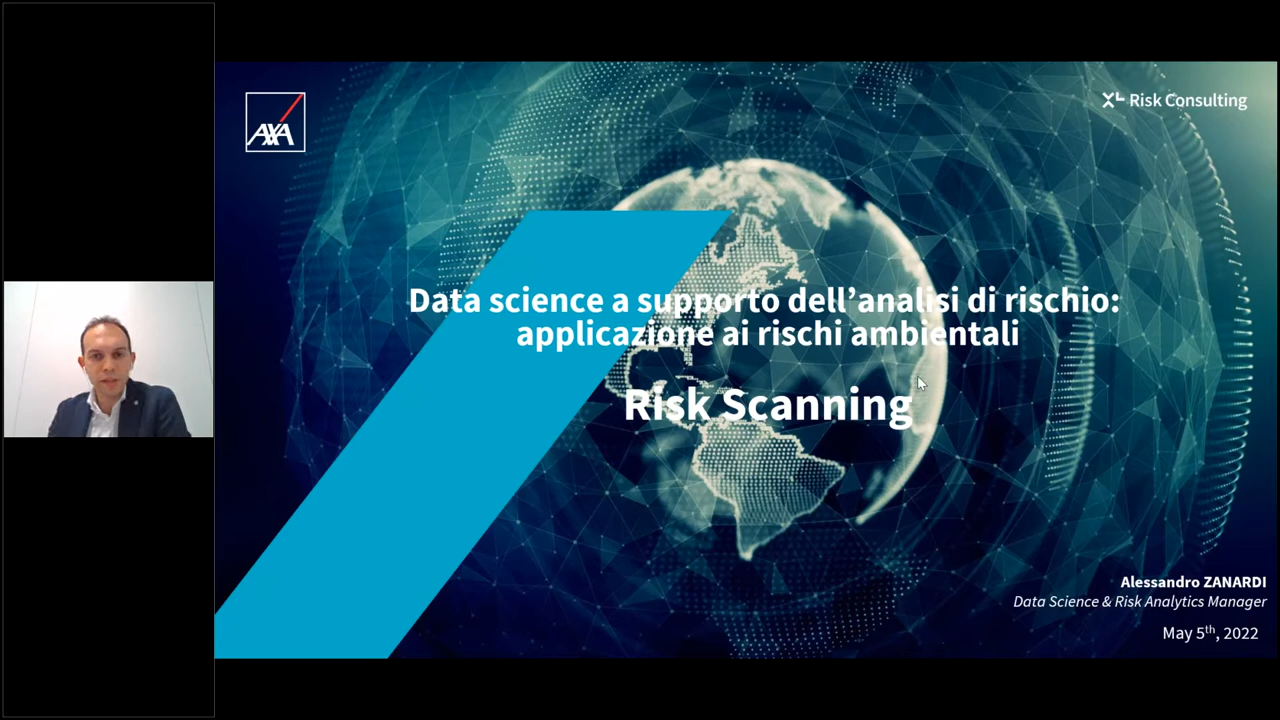 AXA
XL Risk Consulting
Data science a supporto dell’analisi di rischio:
applicazione ai rischi ambientali
Risk Scanning
Alessandro ZANARDI
Data Science & Risk Analytics Manager
May 5th, 2022